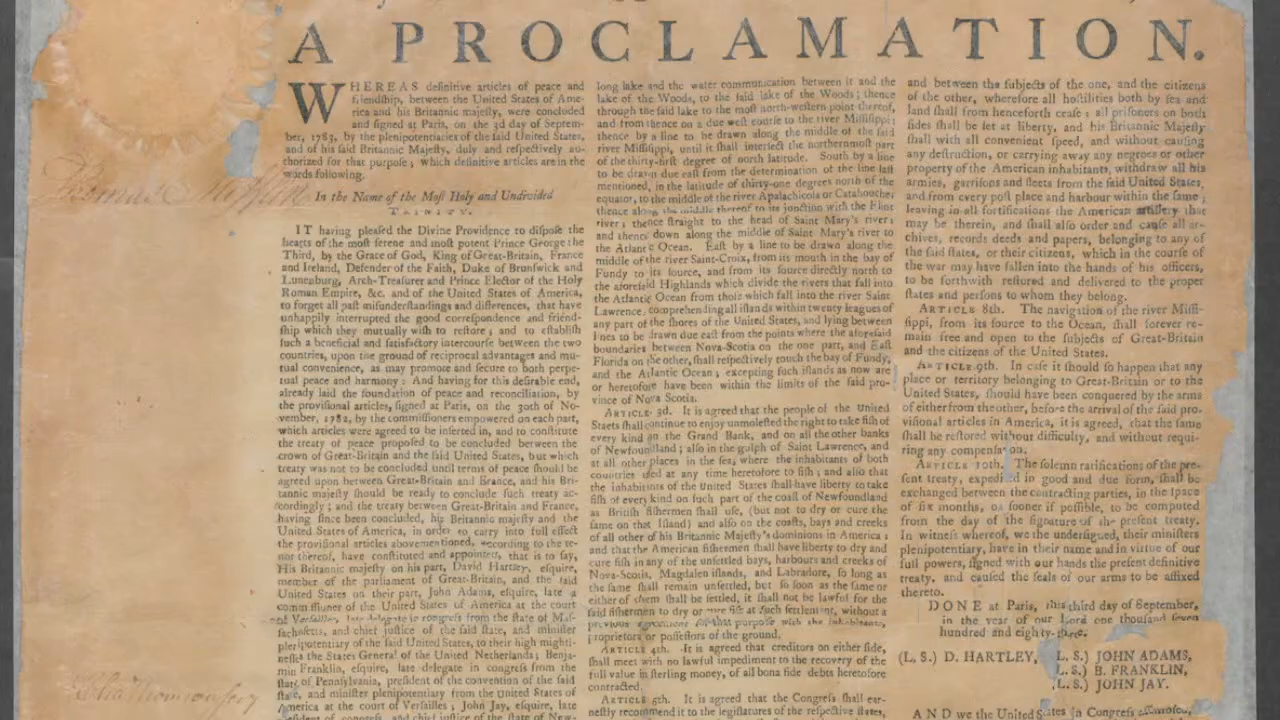 A PROCLAMATION.
WHEREAS definitive articles of peace and
friendſhip, between the United States of Ame-
rica and his Britannic majeſty, were concluded
and ſigned at Paris, on the 3d day of Septem-
ber, 1783, by the plenipotentiaries of the ſaid United States,
and of his ſaid Britannic Majeſty, duly and reſpectively au-
thorized for that purpoſe; which definitive articles are in the
words following.
In the Name of the Moſt Holy and Undivided
TRINITY.
IT having pleaſed the Divine Providence to diſpoſe the
hearts of the moſt ſerene and moſt potent Prince George the
Third, by the Grace of God, King of Great-Britain, France
and Ireland, Defender of the Faith, Duke of Brunſwick and
Lunenburg, Arch-Treaſurer and Prince Elector of the Holy
Roman Empire, &c. and of the United States of America,
to forget all paſt miſunderſtandings and differences, that have
unhappily interrupted the good correſpondence and friend-
ſhip which they mutually wiſh to reſtore; and to eſtabliſh
ſuch a beneficial and ſatisfactory intercourſe between the two
countries, upon the ground of reciprocal advantages and mu-
tual convenience, as may promote and ſecure to both perpe-
tual peace and harmony: And having for this deſirable end,
already laid the foundation of peace and reconciliation, by
the proviſional articles, ſigned at Paris, on the 30th of No-
vember, 1782, by the commiſſioners empowered on each part,
which articles were agreed to be inſerted in, and to conſtitute
the treaty of peace propoſed to be concluded between the
crown of Great-Britain and the ſaid United States, but which
treaty was not to be concluded until terms of peace ſhould be
agreed upon between Great-Britain and France, and his Bri-
tannic majeſty ſhould be ready to conclude ſuch treaty ac-
cordingly; and the treaty between Great-Britain and France,
having ſince been concluded, his Britannic majeſty and the
United States of America, in order to carry into full effect
the proviſional articles abovementioned, according to the te-
nor thereof, have conſtituted and appointed, that is to ſay,
His Britannic majeſty on his part, David Hartley, eſquire,
member of the parliament of Great-Britain, and the ſaid
United States on their part, John Adams, eſquire, late a
commiſſioner of the United States of America at the court
of Verſailles, late delegate in congreſs from the ſtate of Maſ-
ſachuſetts, and chief juſtice of the ſaid ſtate, and miniſter
plenipotentiary of the ſaid United States, to their high mighti-
neſſes the States General of the United Netherlands; Benja-
min Franklin, eſquire, late delegate in congreſs from the
ſtate of Pennſylvania, preſident of the convention of the ſaid
ſtate, and miniſter plenipotentiary from the United States of
America at the court of Verſailles; John Jay, eſquire, late
preſident of congreſs, and chief juſtice of the ſtate of New-
long lake and the water communication between it and the
lake of the Woods, to the ſaid lake of the Woods; thence
through the ſaid lake to the moſt north-weſtern point thereof,
and from thence on a due weſt courſe to the river Miſſiſippi;
thence by a line to be drawn along the middle of the ſaid
river Miſſiſippi, until it ſhall interſect the northernmoſt part
of the thirty-firſt degree of north latitude. South by a line
to be drawn due eaſt from the determination of the line laſt
mentioned, in the latitude of thirty-one degrees north of the
equator, to the middle of the river Apalachicola or Catahouche;
thence along the middle thereof to its junction with the Flint
river; thence ſtraight to the head of Saint Mary's river;
and thence down along the middle of Saint Mary's river to
the Atlantic Ocean. Eaſt by a line to be drawn along the
middle of the river Saint-Croix, from its mouth in the bay of
Fundy to its ſource, and from its ſource directly north to
the aforeſaid Highlands which divide the rivers that fall into
the Atlantic Ocean from thoſe which fall into the river Saint
Lawrence, comprehending all iſlands within twenty leagues of
any part of the ſhores of the United States, and lying between
lines to be drawn due eaſt from the points where the aforeſaid
boundaries between Nova-Scotia on the one part, and Eaſt
Florida on the other, ſhall reſpectively touch the bay of Fundy,
and the Atlantic Ocean; excepting ſuch iſlands as now are
or heretofore have been within the limits of the ſaid pro-
vince of Nova Scotia.
ARTICLE 3d. It is agreed that the people of the United
Staets ſhall continue to enjoy unmoleſted the right to take fiſh of
every kind on the Grand Bank, and on all the other banks
of Newfoundland; alſo in the gulph of Saint Lawrence, and
at all other places in the ſea, where the inhabitants of both
countries uſed at any time heretofore to fiſh; and alſo that
the inhabitants of the United States ſhall have liberty to take
fiſh of every kind on ſuch part of the coaſt of Newfoundland
as Britiſh fiſhermen ſhall uſe, (but not to dry or cure the
ſame on that Iſland) and alſo on the coaſts, bays and creeks
of all other of his Britannic Majeſty's dominions in America;
and that the American fiſhermen ſhall have liberty to dry and
cure fiſh in any of the unſettled bays, harbours and creeks of
Nova-Scotia, Magdalen iſlands, and Labradore, ſo long as
the ſame ſhall remain unſettled, but ſo ſoon as the ſame or
either of them ſhall be ſettled, it ſhall not be lawful for the
ſaid fiſhermen to dry or cure fiſh at ſuch ſettlement, without a
previous agreement for that purpoſe with the inhabitants,
proprietors or poſſeſſors of the ground.
ARTICLE 4th. It is agreed that creditors on either ſide,
ſhall meet with no lawful impediment to the recovery of the
full value in ſterling money, of all bona fide debts heretofore
contracted.
ARTICLE 5th. It is agreed that the Congreſs ſhall ear-
neſtly recommend it to the legiſlatures of the reſpective ſtates,
and between the ſubjects of the one, and the citizens
of the other, wherefore all hoſtilities both by ſea and
land ſhall from henceforth ceaſe; all priſoners on both
ſides ſhall be ſet at liberty, and his Britannic Majeſty
ſhall with all convenient ſpeed, and without cauſing
any deſtruction, or carrying away any negroes or other
property of the American inhabitants, withdraw all his
armies, garriſons and fleets from the ſaid United States,
and from every poſt place and harbour within the ſame;
leaving in all fortifications the American artillery that
may be therein, and ſhall alſo order and cauſe all ar-
chives, records deeds and papers, belonging to any of
the ſaid ſtates, or their citizens, which in the courſe of
the war may have fallen into the hands of his officers,
to be forthwith reſtored and delivered to the proper
ſtates and perſons to whom they belong.
ARTICLE 8th. The navigation of the river Miſſi-
ſippi, from its ſource to the Ocean, ſhall forever re-
main free and open to the ſubjects of Great-Britain
and the citizens of the United States.
ARTICLE 9th. In caſe it ſhould ſo happen that any
place or territory belonging to Great-Britain or to the
United States, ſhould have been conquered by the arms
of either from the other, before the arrival of the ſaid pro-
viſional articles in America, it is agreed, that the ſame
ſhall be reſtored without difficulty, and without requi-
ring any compenſation.
ARTICLE 10th. The ſolemn ratifications of the pre-
ſent treaty, expedited in good and due form, ſhall be
exchanged between the contracting parties, in the ſpace
of ſix months, or ſooner if poſſible, to be computed
from the day of the ſignature of the preſent treaty.
In witneſs whereof, we the underſigned, their miniſters
plenipotentiary, have in their name and in virtue of our
full powers, ſigned with our hands the preſent definitive
treaty, and cauſed the ſeals of our arms to be affixed
thereto.
DONE at Paris, this third day of September,
in the year of our Lord one thouſand ſeven
hundred and eighty-three.
(L. S.) D. HARTLEY, (L. S.) JOHN ADAMS,
(L. S.) B. FRANKLIN,
(L. S.) JOHN JAY.
AND we the United States in Congreſs aſſembled,
Thomas Mifflin
Cha Thomson secy